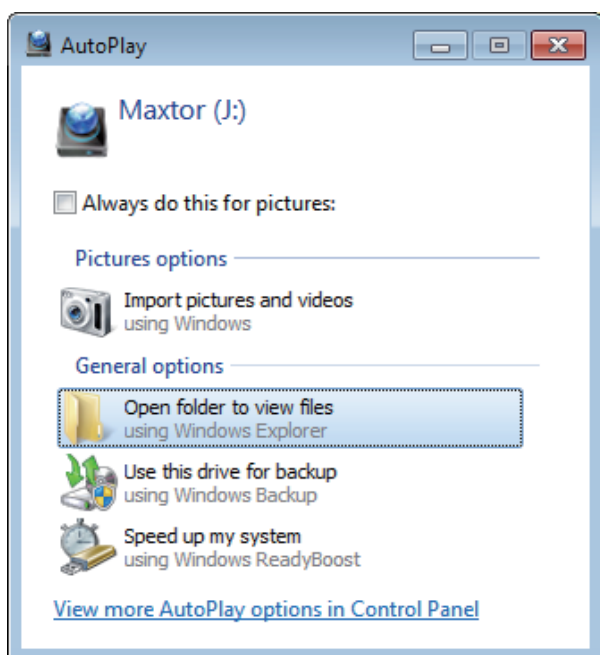 AutoPlay
Maxtor (J:)
Always do this for pictures:
Pictures options
Import pictures and videos
using Windows
General options
Open folder to view files
using Windows Explorer
Use this drive for backup
using Windows Backup
Speed up my system
using Windows ReadyBoost
View more AutoPlay options in Control Panel